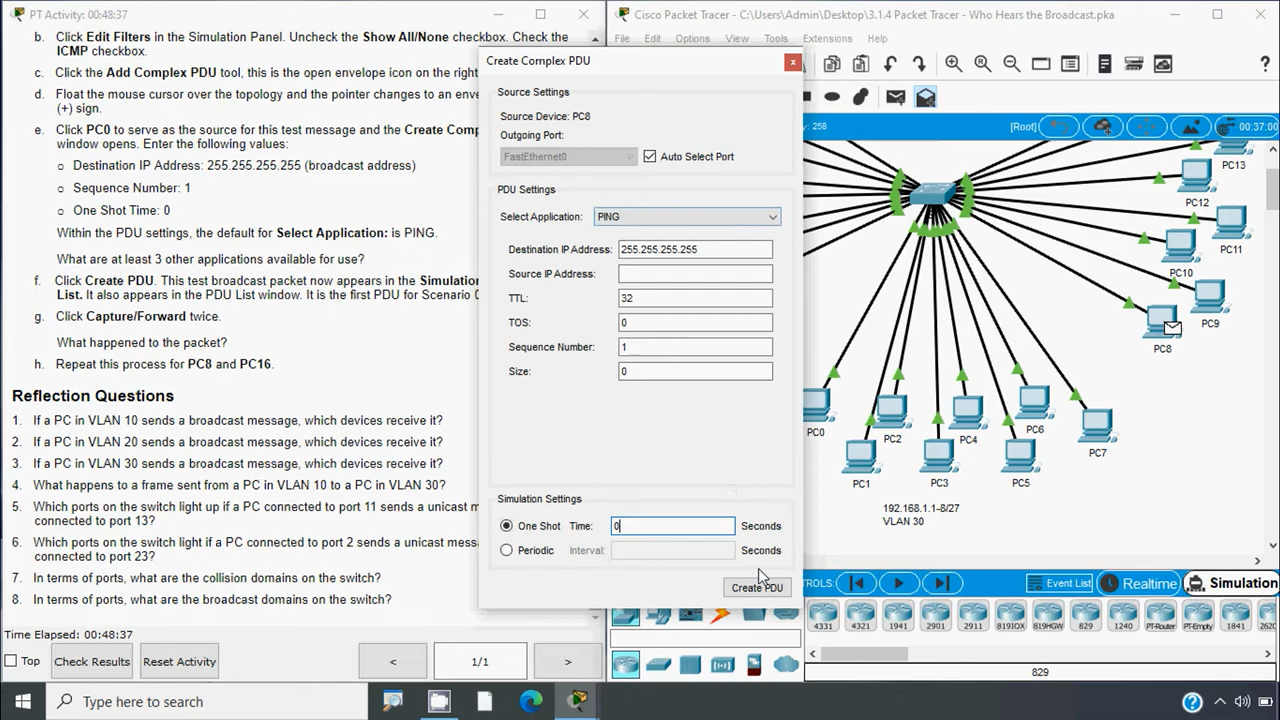 PT Activity: 00:48:37
b. Click Edit Filters in the Simulation Panel. Uncheck the Show All/None checkbox. Check the
ICMP checkbox.
c. Click the Add Complex PDU tool, this is the open envelope icon on the right
d. Float the mouse cursor over the topology and the pointer changes to an enve
(+) sign.
e. Click PC0 to serve as the source for this test message and the Create Comp
window opens. Enter the following values:
o Destination IP Address: 255.255.255.255 (broadcast address)
o Sequence Number: 1
o One Shot Time: 0
Within the PDU settings, the default for Select Application: is PING.
What are at least 3 other applications available for use?
f. Click Create PDU. This test broadcast packet now appears in the Simulation
List. It also appears in the PDU List window. It is the first PDU for Scenario 0
g. Click Capture/Forward twice.
What happened to the packet?
h. Repeat this process for PC8 and PC16.
Reflection Questions
1. If a PC in VLAN 10 sends a broadcast message, which devices receive it?
2. If a PC in VLAN 20 sends a broadcast message, which devices receive it?
3. If a PC in VLAN 30 sends a broadcast message, which devices receive it?
4. What happens to a frame sent from a PC in VLAN 10 to a PC in VLAN 30?
5. Which ports on the switch light up if a PC connected to port 11 sends a unicast m
connected to port 13?
6. Which ports on the switch light if a PC connected to port 2 sends a unicast mess
connected to port 23?
7. In terms of ports, what are the collision domains on the switch?
8. In terms of ports, what are the broadcast domains on the switch?
Time Elapsed: 00:48:37
Top
Check Results
Reset Activity
<
1/1
>
Create Complex PDU
x
Source Settings
Source Device: PC8
Outgoing Port:
FastEthernet0
Auto Select Port
PDU Settings
Select Application: PING
Destination IP Address: 255.255.255.255
Source IP Address:
TTL: 32
TOS: 0
Sequence Number: 1
Size: 0
Simulation Settings
One Shot Time: 0 Seconds
Periodic Interval: Seconds
Create PDU
Cisco Packet Tracer - C:\Users\Admin\Desktop\3.1.4 Packet Tracer - Who Hears the Broadcast.pka
File Edit Options View Tools Extensions Help
y: 258
[Root]
00:37:00
PC13
PC12
PC11
PC10
PC9
PC8
PC0
PC2
PC4
PC6
PC7
PC1
PC3
PC5
192.168.1.1-8/27
VLAN 30
TROLS:
Event List
Realtime
Simulation
4331 4321 1941 2901 2911 819IOX 819HGW 829 1240 PT-Router PT-Empty 1841 2620
829
Type here to search